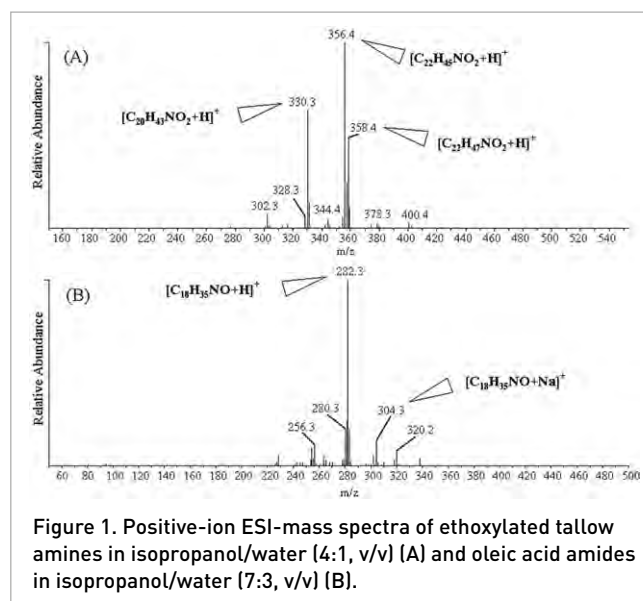 (A)
356.4
[C22H45NO2+H]+
[C20H43NO2+H]+
330.3
358.4
[C22H47NO2+H]+
Relative Abundance
302.3
328.3
344.4
378.3
400.4
160 180 200 220 240 260 280 300 320 340 360 380 400 420 440 460 480 500 520 540
m/z
(B)
282.3
[C18H35NO+H]+
Relative Abundance
[C18H35NO+Na]+
280.3
304.3
256.3
320.2
60 80 100 120 140 160 180 200 220 240 260 280 300 320 340 360 380 400 420 440 460 480 500
m/z
Figure 1. Positive-ion ESI-mass spectra of ethoxylated tallow
amines in isopropanol/water (4:1, v/v) (A) and oleic acid amides
in isopropanol/water (7:3, v/v) (B).